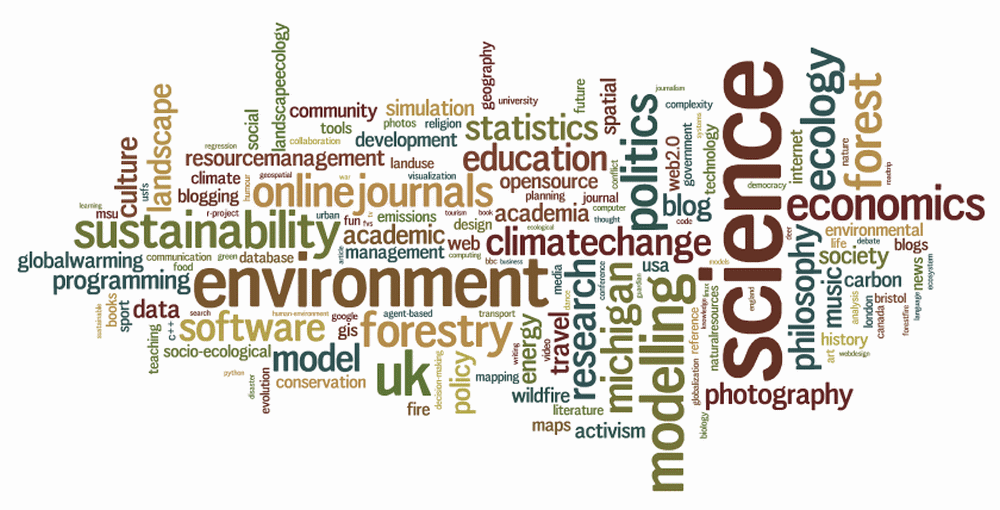 landscapeecology
geography
university
future
spatial
journalism
ecology
science
forest
landscape
social
community
simulation
complexity
tools
photos
religion
statistics
politics
systems
government
web2.0
technology
internet
nature
culture
regression
collaboration
development
resourcemanagement
landuse
education
conflict
roadtrip
usfs
climate
geospatial
war
visualization
opensource
democracy
blogging
humour
onlinejournals
planning
journal
computer
blog
go
economics
learning
msu
r-project
urban
fun
fvs
tv
emissions
tourism
book
academia
thought
code
sustainability
academic
design
ecological
climatechange
deer
environmental
life
debate
blogs
globalwarming
communication
green
database
article
management
web
computing
bbc
business
media
conference
usa
models
philosophy
society
news
ecosystem
programming
food
environment
research
michigan
guardian
modelling
linux
knowledge
naturalresources
england
music
carbon
language
sustainable
books
sport
data
search
c++
software
human-environment
google
gis
agent-based
forestry
transport
dance
energy
travel
reference
analysis
london
bristol
canada
forestfire
teaching
socio-ecological
model
writing
video
history
art
webdesign
python
disaster
evolution
conservation
uk
decision-making
policy
mapping
globalization
photography
fire
wildfire
literature
maps
activism
biology